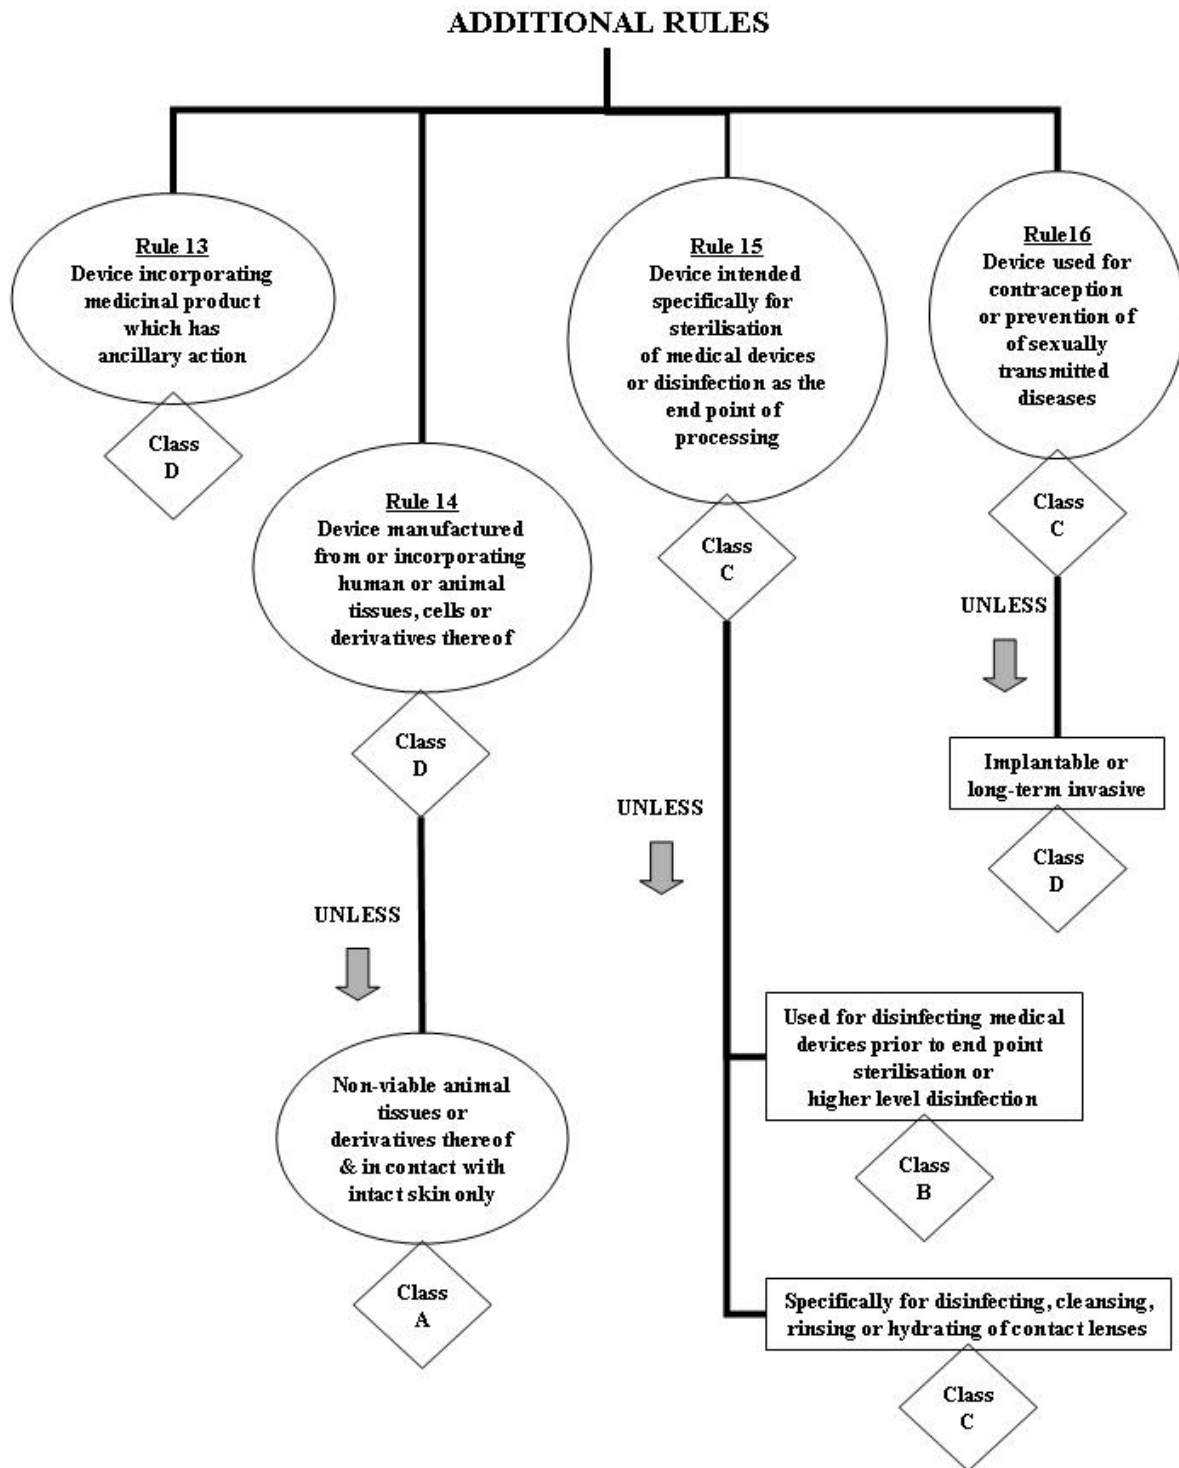 ADDITIONAL RULES
Rule 13
Device incorporating
medicinal product
which has
ancillary action
Class
D
Rule 14
Device manufactured
from or incorporating
human or animal
tissues, cells or
derivatives thereof
Class
D
UNLESS
Non-viable animal
tissues or
derivatives thereof
& in contact with
intact skin only
Class
A
Rule 15
Device intended
specifically for
sterilisation
of medical devices
or disinfection as the
end point of
processing
Class
C
UNLESS
Used for disinfecting medical
devices prior to end point
sterilisation or
higher level disinfection
Class
B
Specifically for disinfecting, cleansing,
rinsing or hydrating of contact lenses
Class
C
Rule16
Device used for
contraception
or prevention of
of sexually
transmitted
diseases
Class
C
UNLESS
Implantable or
long-term invasive
Class
D